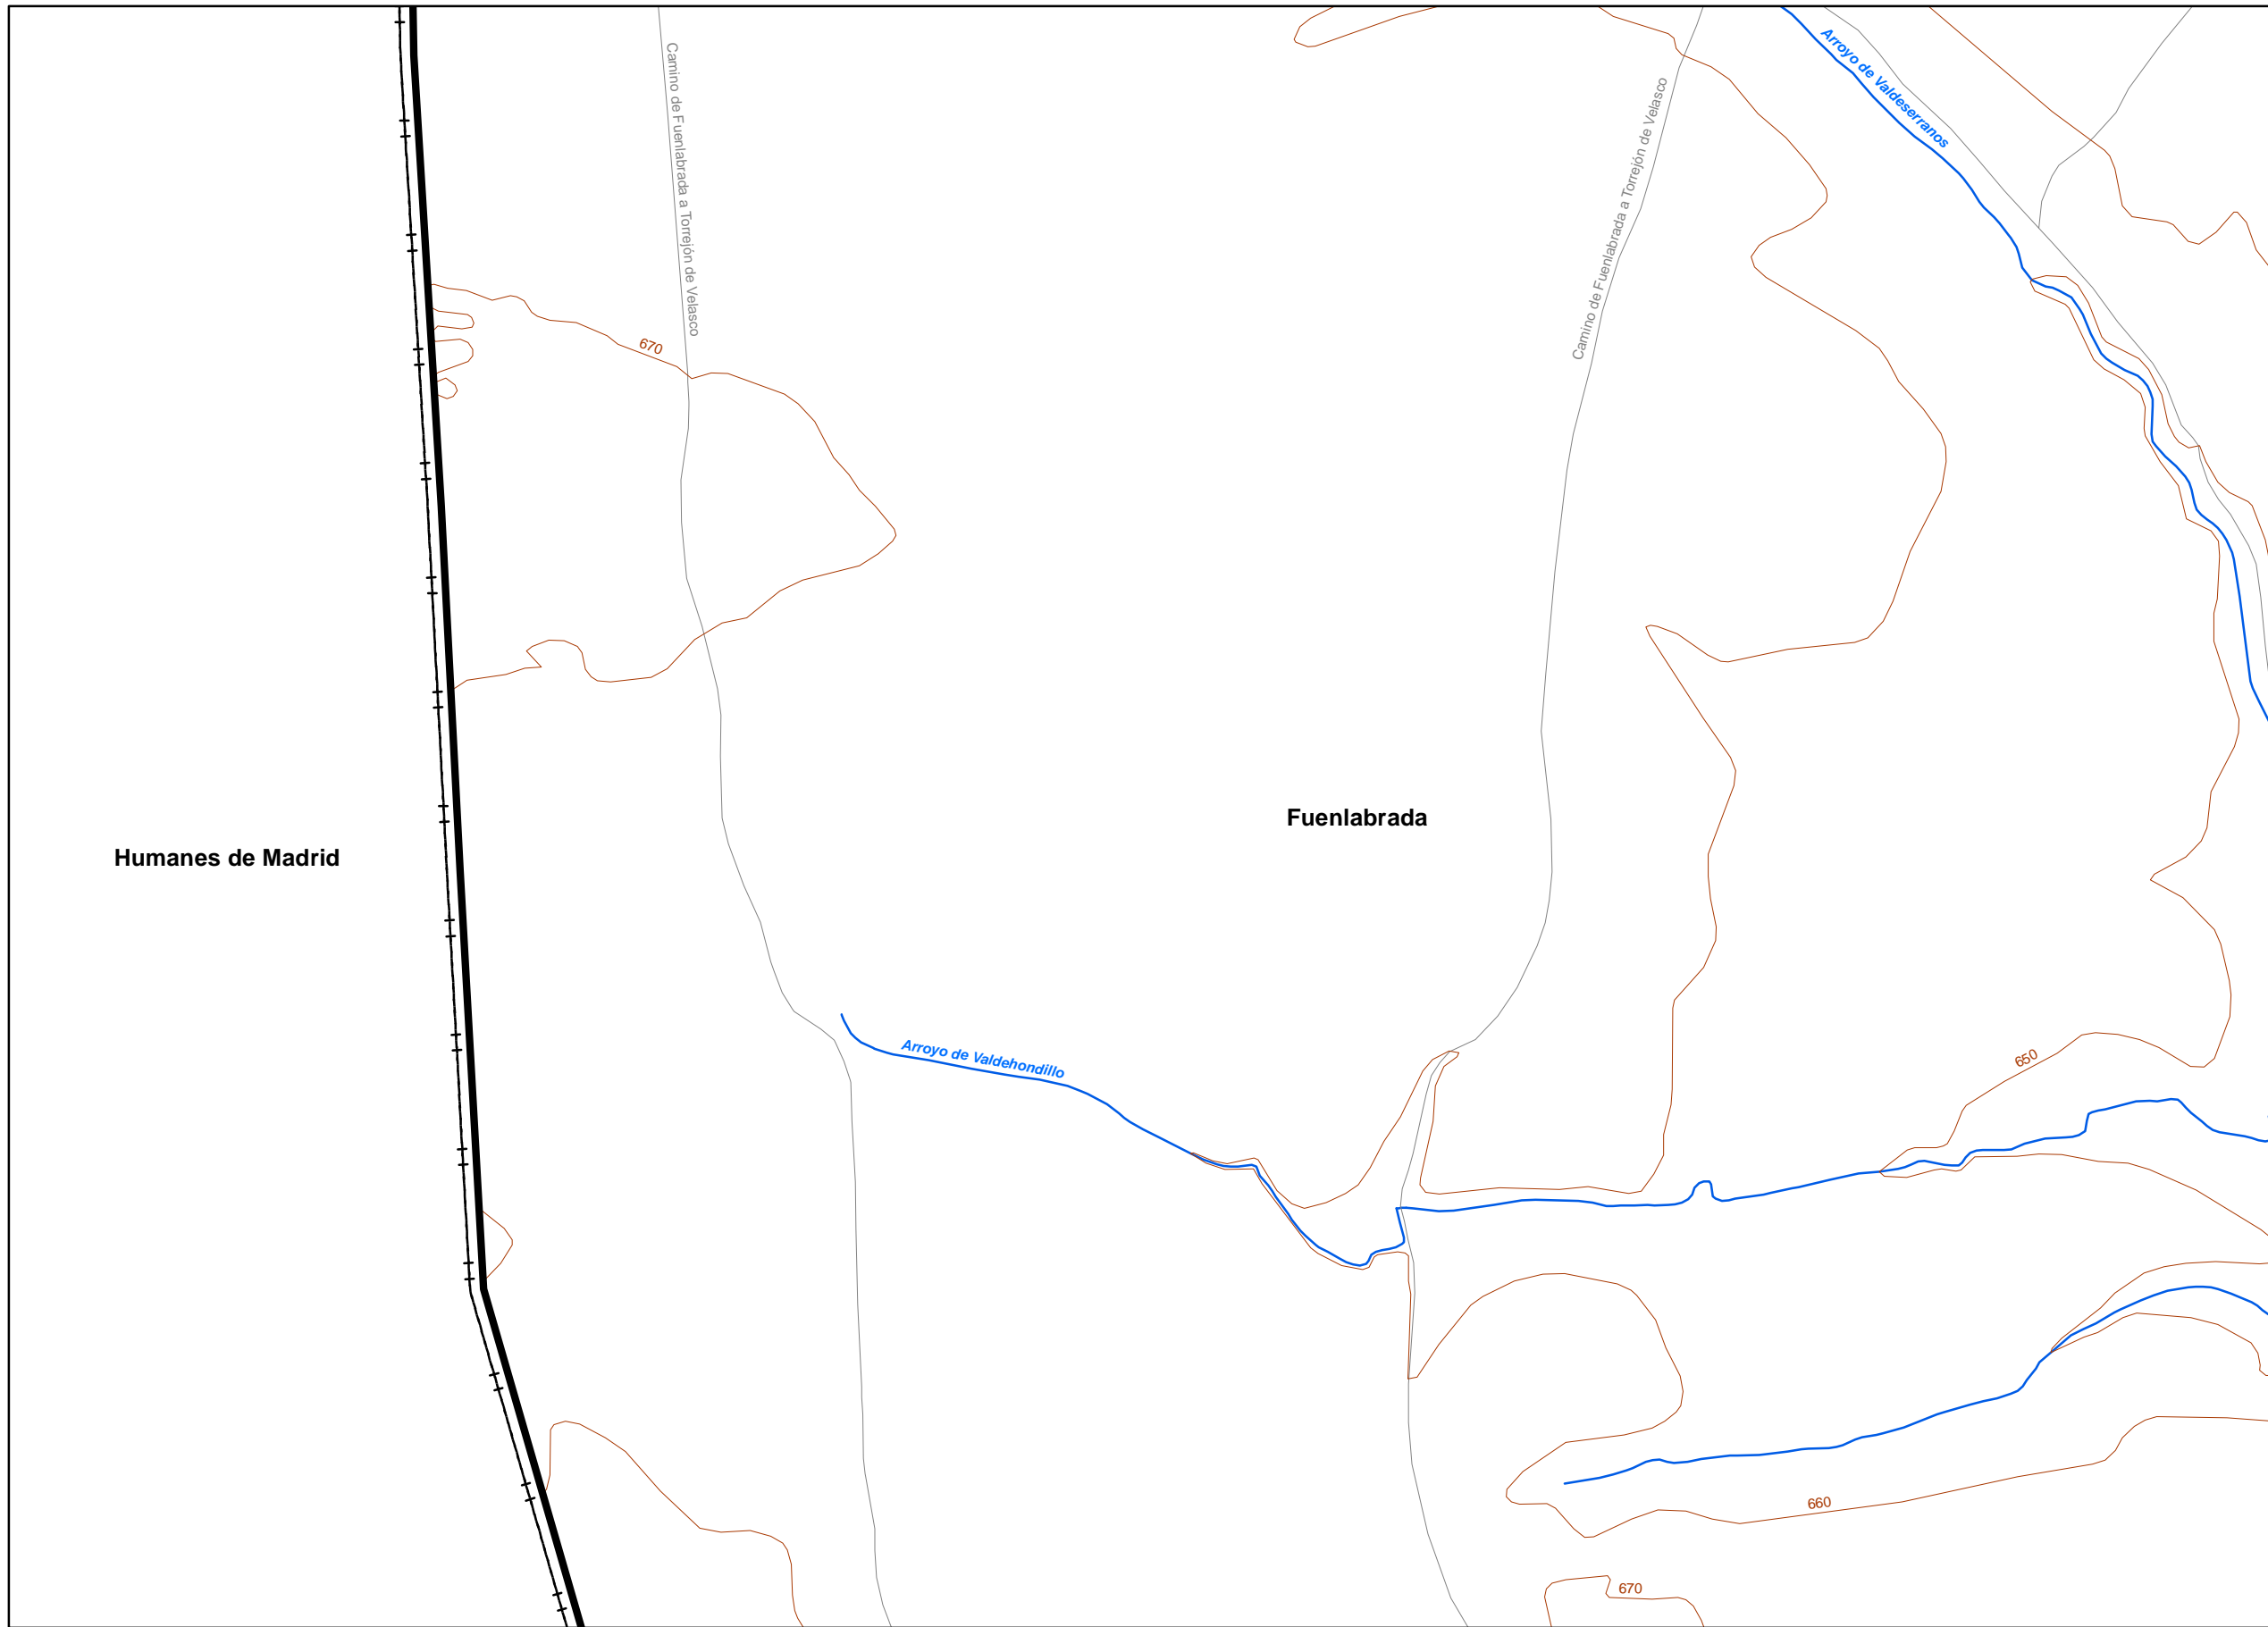 Camino de Fuenlabrada a Torrejón de Velasco
Camino de Fuenlabrada a Torrejón de Velasco
Arroyo de Valdeserranos
670
Fuenlabrada
Humanes de Madrid
Arroyo de Valdehondillo
650
660
670